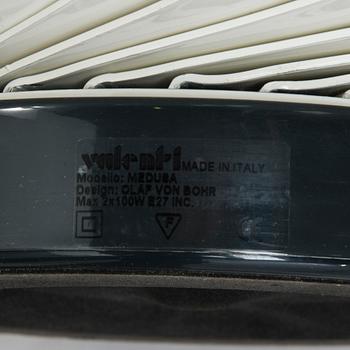 valenti MADE IN ITALY
Modello: MEDUSA
Design: OLAF VON BOHR
Max 2x100W E27 INC.
F